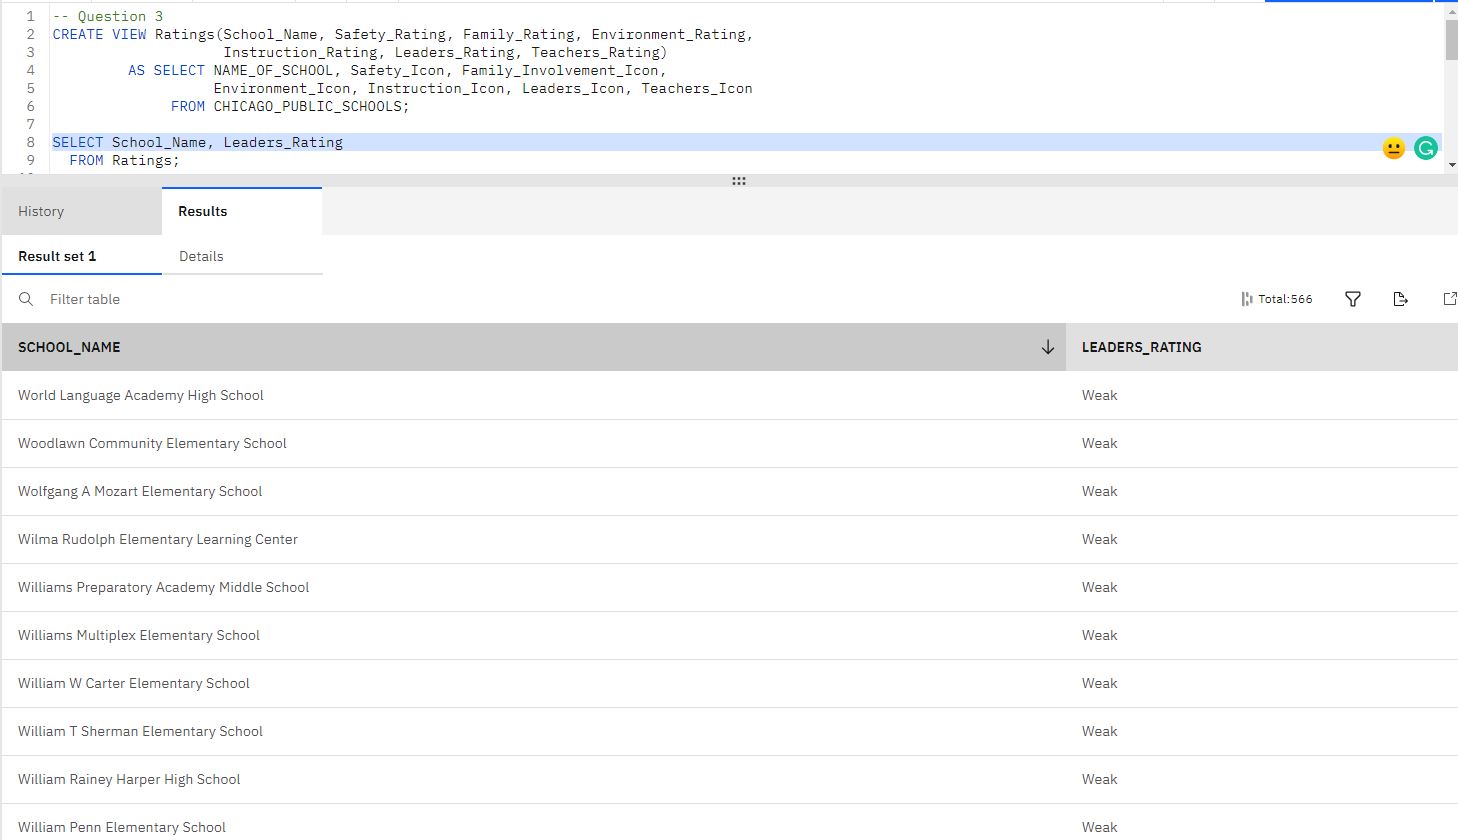 1 -- Question 3
2 CREATE VIEW Ratings(School_Name, Safety_Rating, Family_Rating, Environment_Rating,
3 Instruction_Rating, Leaders_Rating, Teachers_Rating)
4 AS SELECT NAME_OF_SCHOOL, Safety_Icon, Family_Involvement_Icon,
5 Environment_Icon, Instruction_Icon, Leaders_Icon, Teachers_Icon
6 FROM CHICAGO_PUBLIC_SCHOOLS;
7
8 SELECT School_Name, Leaders_Rating
9 FROM Ratings;
History Results
Result set 1 Details
Filter table Total:566
SCHOOL_NAME LEADERS_RATING
World Language Academy High School Weak
Woodlawn Community Elementary School Weak
Wolfgang A Mozart Elementary School Weak
Wilma Rudolph Elementary Learning Center Weak
Williams Preparatory Academy Middle School Weak
Williams Multiplex Elementary School Weak
William W Carter Elementary School Weak
William T Sherman Elementary School Weak
William Rainey Harper High School Weak
William Penn Elementary School Weak